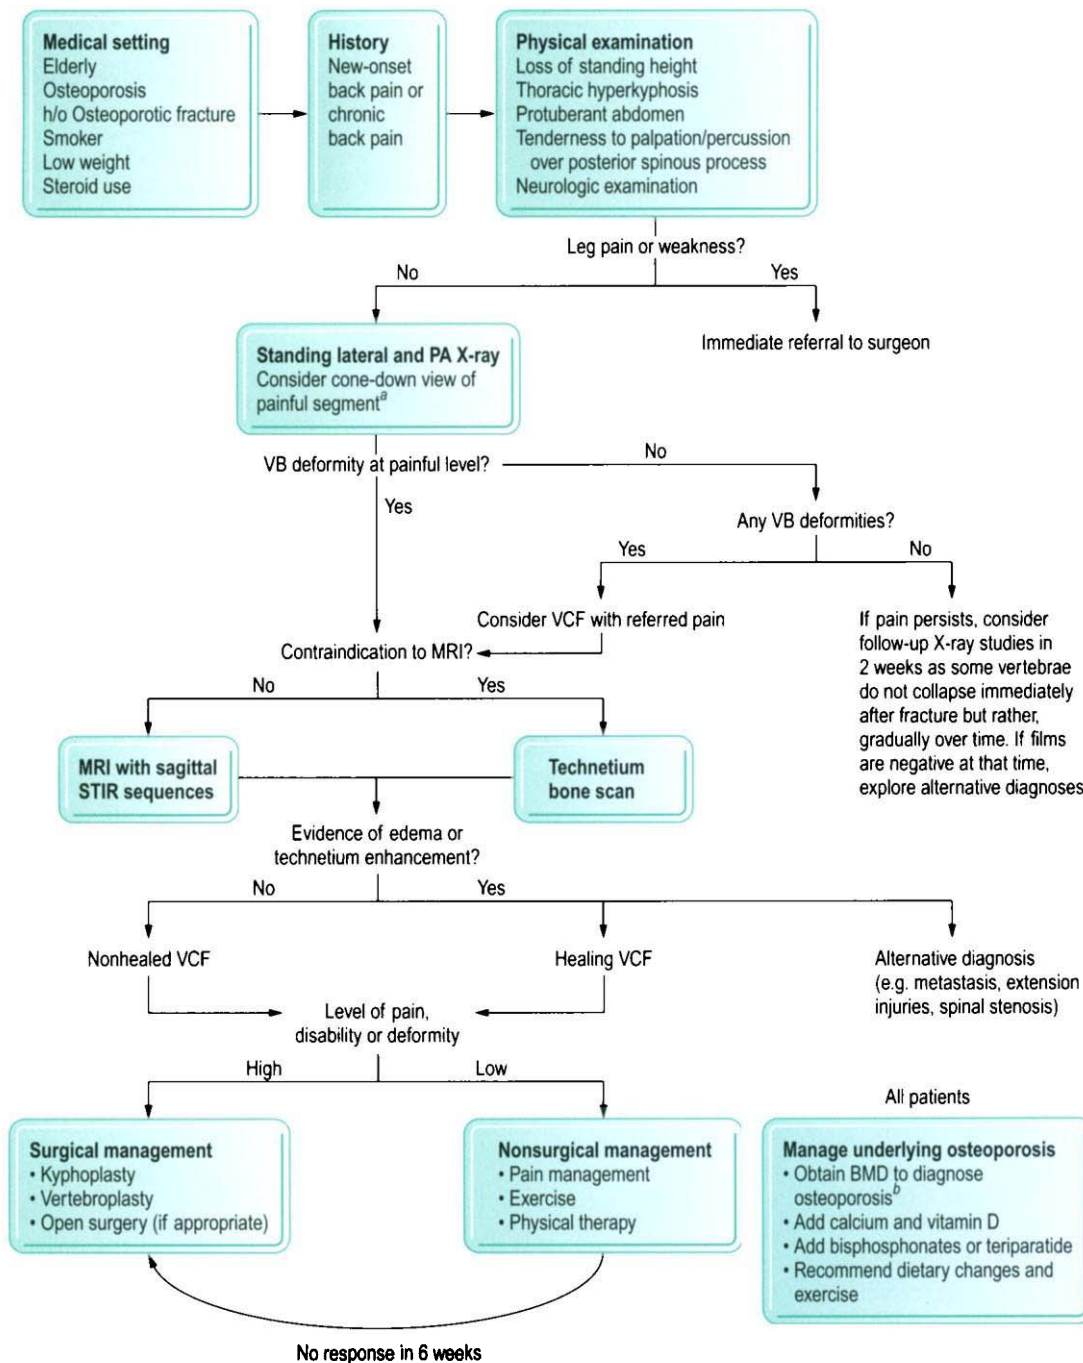 Medical setting
Elderly
Osteoporosis
h/o Osteoporotic fracture
Smoker
Low weight
Steroid use
History
New-onset
back pain or
chronic
back pain
Physical examination
Loss of standing height
Thoracic hyperkyphosis
Protuberant abdomen
Tenderness to palpation/percussion
over posterior spinous process
Neurologic examination
Leg pain or weakness?
No
Yes
Standing lateral and PA X-ray
Consider cone-down view of
painful segment^a
Immediate referral to surgeon
VB deformity at painful level?
No
Yes
Any VB deformities?
Yes
No
Consider VCF with referred pain
If pain persists, consider
follow-up X-ray studies in
2 weeks as some vertebrae
do not collapse immediately
after fracture but rather,
gradually over time. If films
are negative at that time,
explore alternative diagnoses
Contraindication to MRI?
No
Yes
MRI with sagittal
STIR sequences
Technetium
bone scan
Evidence of edema or
technetium enhancement?
No
Yes
Nonhealed VCF
Healing VCF
Alternative diagnosis
(e.g. metastasis, extension
injuries, spinal stenosis)
Level of pain,
disability or deformity
High
Low
Surgical management
• Kyphoplasty
• Vertebroplasty
• Open surgery (if appropriate)
Nonsurgical management
• Pain management
• Exercise
• Physical therapy
All patients
Manage underlying osteoporosis
• Obtain BMD to diagnose
osteoporosis^b
• Add calcium and vitamin D
• Add bisphosphonates or teriparatide
• Recommend dietary changes and
exercise
No response in 6 weeks